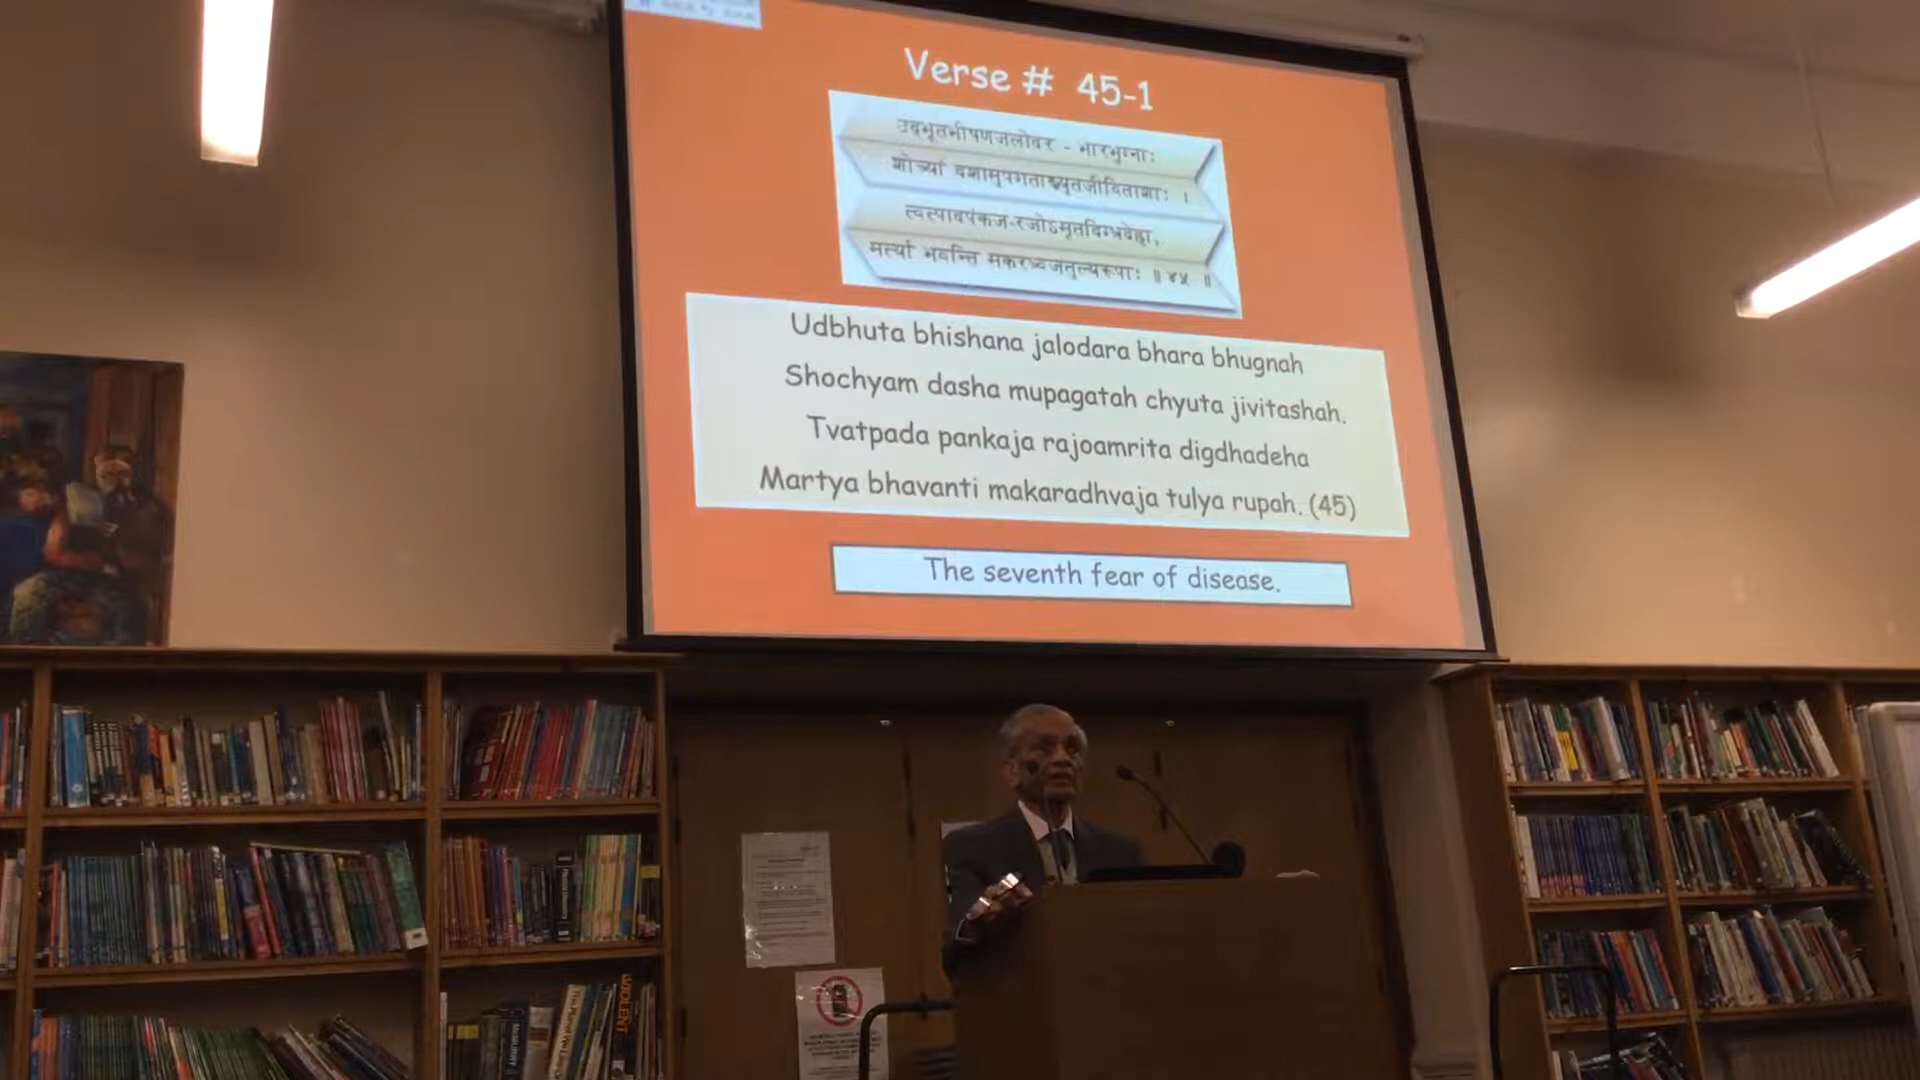 Verse # 45-1
उदभूतभीषणजलोदर - भारभुग्नाः
शोच्यां दशामुपगताश्च्युतजीविताशाः ।
त्वत्पादपंकज-रजोऽमृतदिग्धदेहा,
मर्त्या भवन्ति मकरध्वजतुल्यरूपाः ॥ ४५ ॥
Udbhuta bhishana jalodara bhara bhugnah
Shochyam dasha mupagatah chyuta jivitashah.
Tvatpada pankaja rajoamrita digdhadeha
Martya bhavanti makaradhvaja tulya rupah. (45)
The seventh fear of disease.
VIOLENT